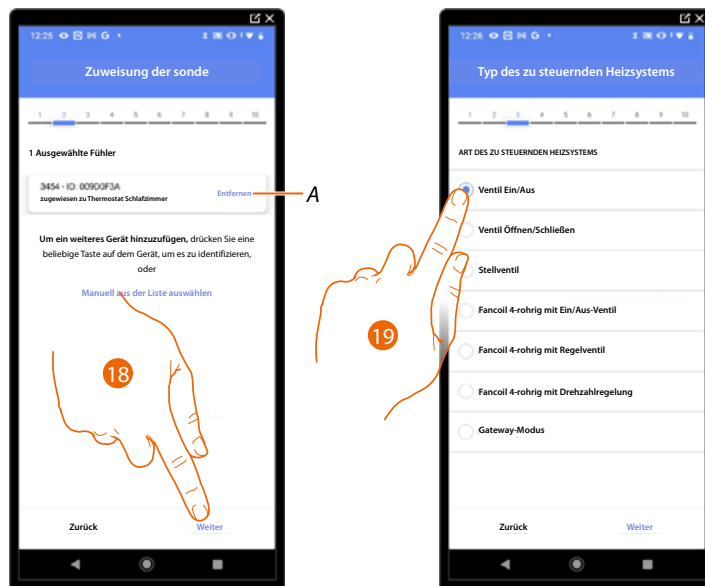 12:25
Zuweisung der sonde
1 2 3 4 5 6 7 8 9 10
1 Ausgewählte Fühler
3454 - ID: 00900F3A
zugewiesen zu Thermostat Schlafzimmer
Entfernen
A
Um ein weiteres Gerät hinzuzufügen, drücken Sie eine
beliebige Taste auf dem Gerät, um es zu identifizieren,
oder
Manuell aus der Liste auswählen
18
Zurück
Weiter
12:26
Typ des zu steuernden Heizsystems
1 2 3 4 5 6 7 8 9 10
ART DES ZU STEUERNDEN HEIZSYSTEMS
Ventil Ein/Aus
Ventil Öffnen/Schließen
Stellventil
Fancoil 4-rohrig mit Ein/Aus-Ventil
19
Fancoil 4-rohrig mit Regelventil
Fancoil 4-rohrig mit Drehzahlregelung
Gateway-Modus
Zurück
Weiter